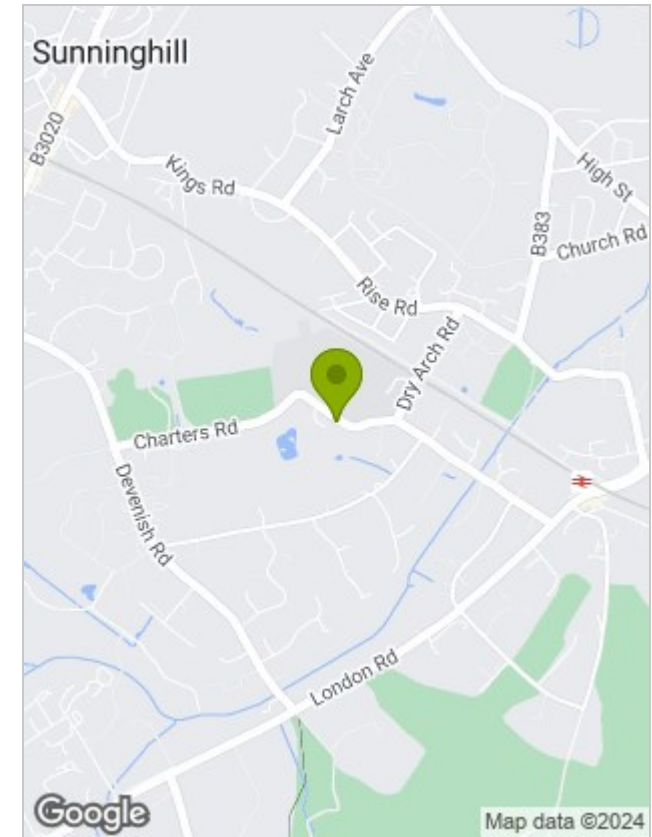 Sunninghill
Larch Ave
B3020
Kings Rd
High St
B383
Church Rd
Rise Rd
Dry Arch Rd
Charters Rd
Devenish Rd
London Rd
Google
Map data ©2024